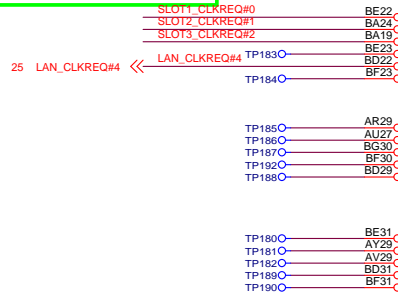 SLOT1_CLKREQ#0 BE22
SLOT2_CLKREQ#1 BA24
SLOT3_CLKREQ#2 BA19
TP183 BE23
25 LAN_CLKREQ#4 LAN_CLKREQ#4 BD22
TP184 BF23
TP185 AR29
TP186 AU27
TP187 BG30
TP192 BF30
TP188 BD29
TP180 BE31
TP181 AY29
TP182 AV29
TP189 BD31
TP190 BF31